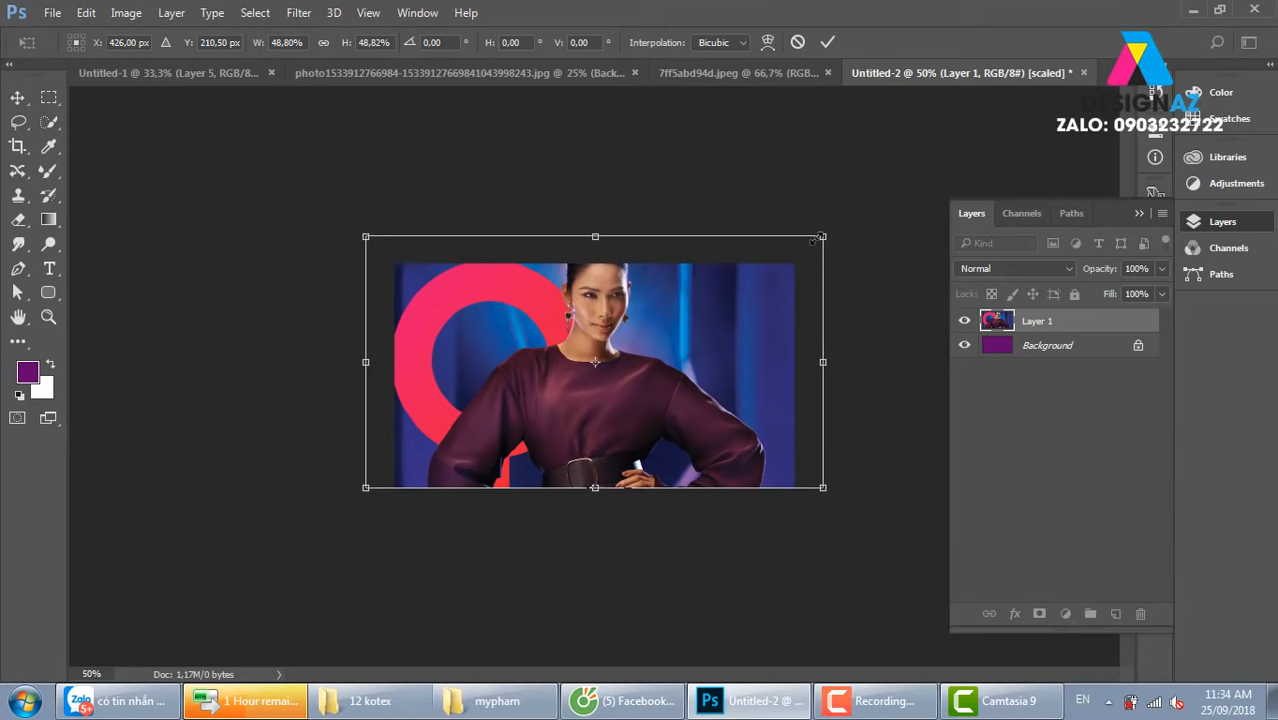 Ps File Edit Image Layer Type Select Filter 3D View Window Help
X: 426,00 px Y: 210,50 px W: 48,80% H: 48,82% 0,00 ° H: 0,00 ° V: 0,00 ° Interpolation: Bicubic
Untitled-1 @ 33,3% (Layer 5, RGB/8... photo1533912766984-15339127669841043998243.jpg @ 25% (Back... 7ff5abd94d.jpeg @ 66,7% (RGB... Untitled-2 @ 50% (Layer 1, RGB/8#) [scaled] *
DESIGNAZ
ZALO: 0903232722
Color
Swatches
Libraries
Adjustments
Layers
Channels
Paths
Layers Channels Paths
Kind
Normal Opacity: 100%
Lock: Fill: 100%
Layer 1
Background
50% Doc: 1,17M/0 bytes
Zalo 5+ có tin nhắn ... 1 Hour remai... 12 kotex mypham (5) Facebook... Ps Untitled-2 @ ... Recording... Camtasia 9 EN 11:34 AM
25/09/2018